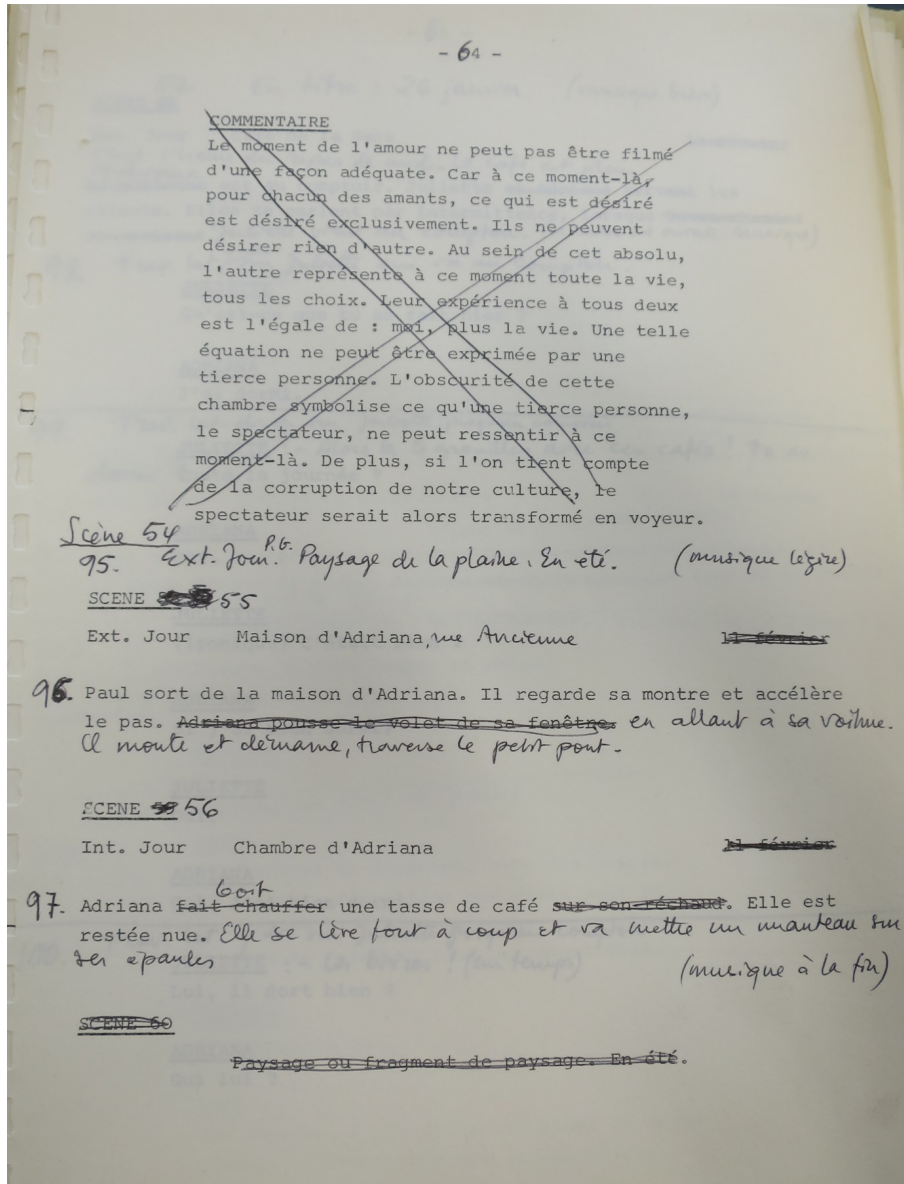 - 64 -
COMMENTAIRE
Le moment de l'amour ne peut pas être filmé
d'une façon adéquate. Car à ce moment-là,
pour chacun des amants, ce qui est désiré
est désiré exclusivement. Ils ne peuvent
désirer rien d'autre. Au sein de cet absolu,
l'autre représente à ce moment toute la vie,
tous les choix. Leur expérience à tous deux
est l'égale de : moi, plus la vie. Une telle
équation ne peut être exprimée par une
tierce personne. L'obscurité de cette
chambre symbolise ce qu'une tierce personne,
le spectateur, ne peut ressentir à ce
moment-là. De plus, si l'on tient compte
de la corruption de notre culture, le
spectateur serait alors transformé en voyeur.
Scène 54
95. Ext. Jour. P.G. Paysage de la plaine. En été. (musique légère)
SCENE 55
Ext. Jour Maison d'Adriana, rue Ancienne 11 février
96. Paul sort de la maison d'Adriana. Il regarde sa montre et accélère
le pas. Adriana pousse le volet de sa fenêtre. en allant à sa voiture.
Il monte et démarre, traverse le petit pont.
SCENE 56
Int. Jour Chambre d'Adriana 11 février
boit
97. Adriana fait chauffer une tasse de café sur son réchaud. Elle est
restée nue. Elle se lève tout à coup et va mettre un manteau sur
ses épaules (musique à la fin)
SCENE 60
Paysage ou fragment de paysage. En été.